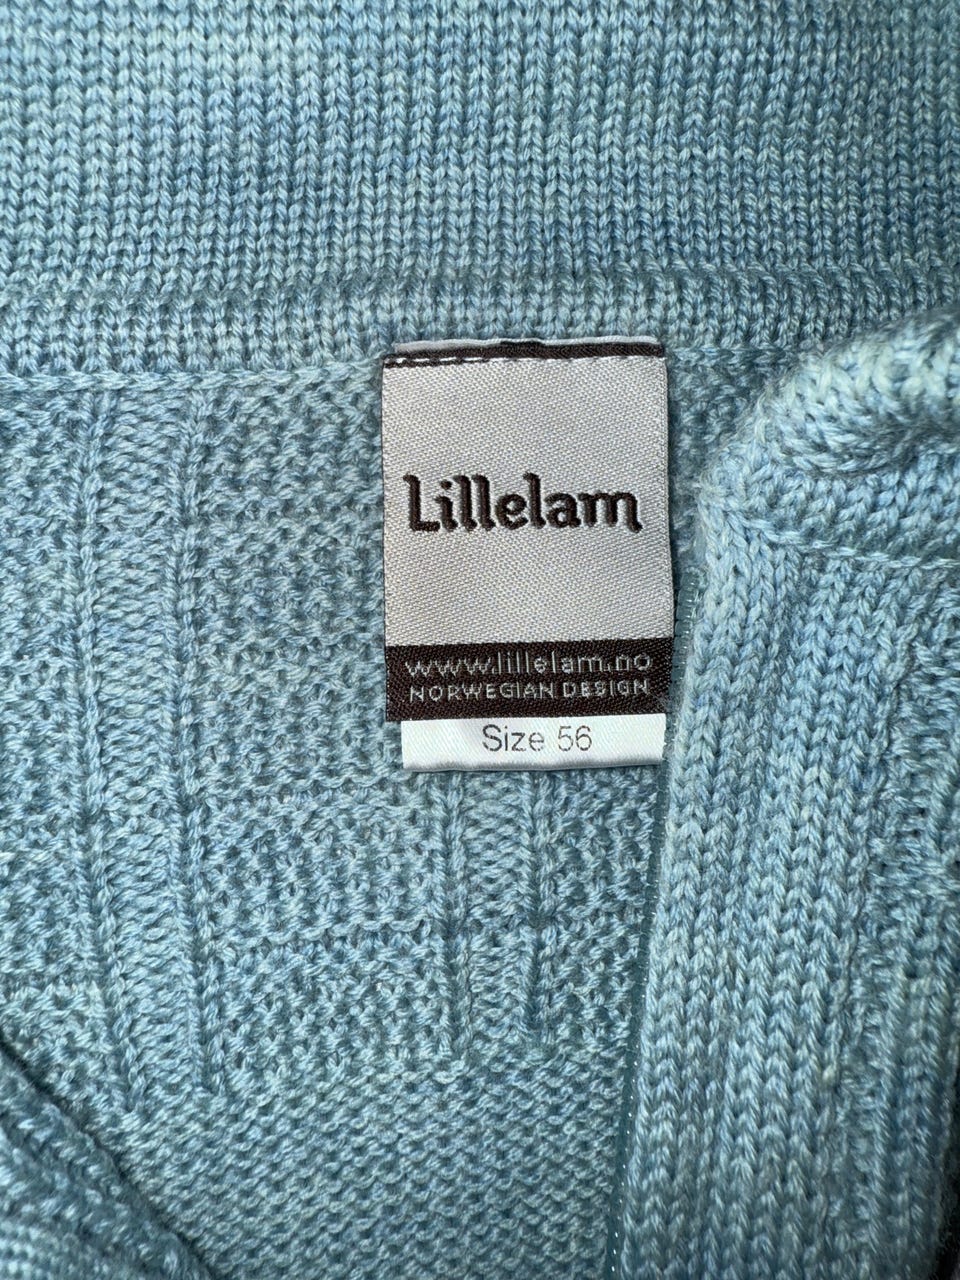 Lillelam
www.lillelam.no
NORWEGIAN DESIGN
Size 56